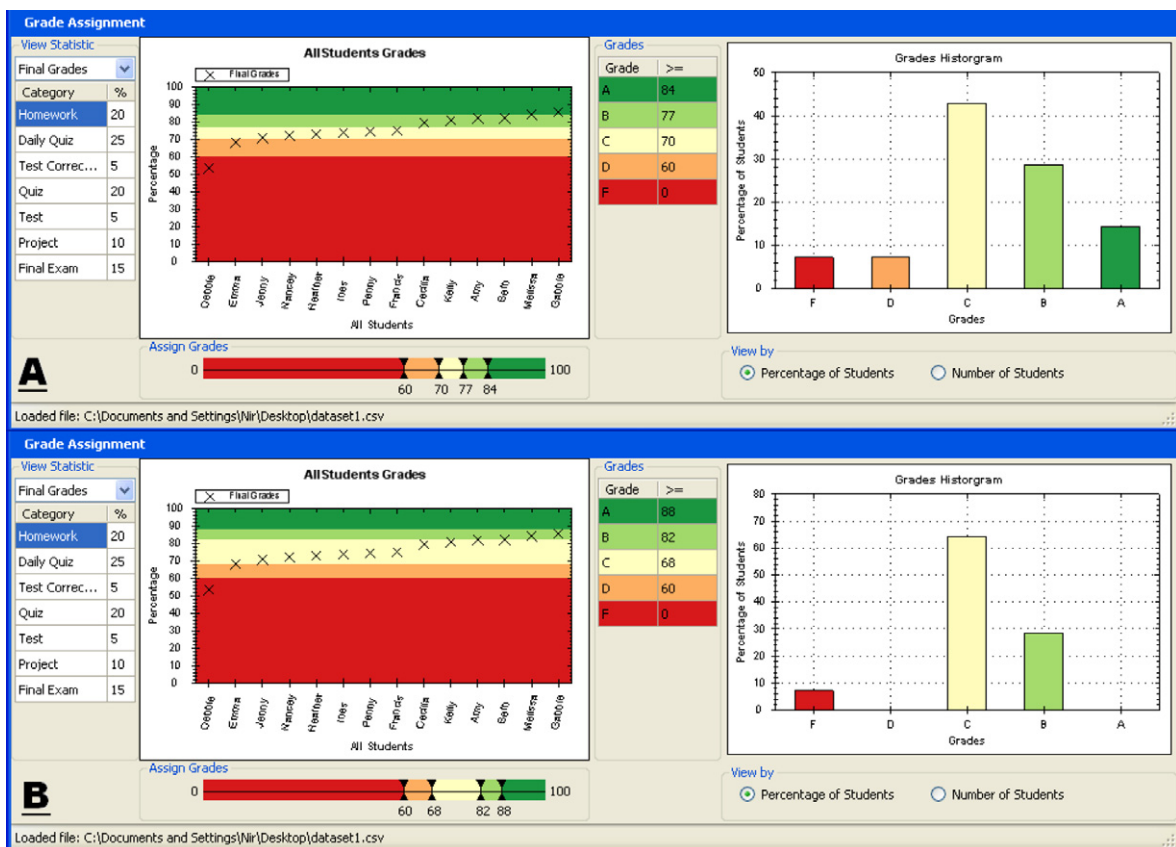 Grade Assignment
View Statistic
Final Grades
Category %
Homework 20
Daily Quiz 25
Test Correc... 5
Quiz 20
Test 5
Project 10
Final Exam 15
All Students Grades
Final Grades
Percentage
100
90
80
70
60
50
40
30
20
10
0
Debbie Emma Jenny Nancey Heather Ines Penny Francis Cecilia Kelly Amy Beth Melissa Gabbie
All Students
Grades
Grade >=
A 84
B 77
C 70
D 60
F 0
Grades Historgram
Percentage of Students
50
40
30
20
10
0
F D C B A
Grades
Assign Grades
0 100
60 70 77 84
View by
Percentage of Students Number of Students
A
Loaded file: C:\Documents and Settings\Nir\Desktop\dataset1.csv
Grade Assignment
View Statistic
Final Grades
Category %
Homework 20
Daily Quiz 25
Test Correc... 5
Quiz 20
Test 5
Project 10
Final Exam 15
All Students Grades
Final Grades
Percentage
100
90
80
70
60
50
40
30
20
10
0
Debbie Emma Jenny Nancey Heather Ines Penny Francis Cecilia Kelly Amy Beth Melissa Gabbie
All Students
Grades
Grade >=
A 88
B 82
C 68
D 60
F 0
Grades Historgram
Percentage of Students
80
70
60
50
40
30
20
10
0
F D C B A
Grades
Assign Grades
0 100
60 68 82 88
View by
Percentage of Students Number of Students
B
Loaded file: C:\Documents and Settings\Nir\Desktop\dataset1.csv